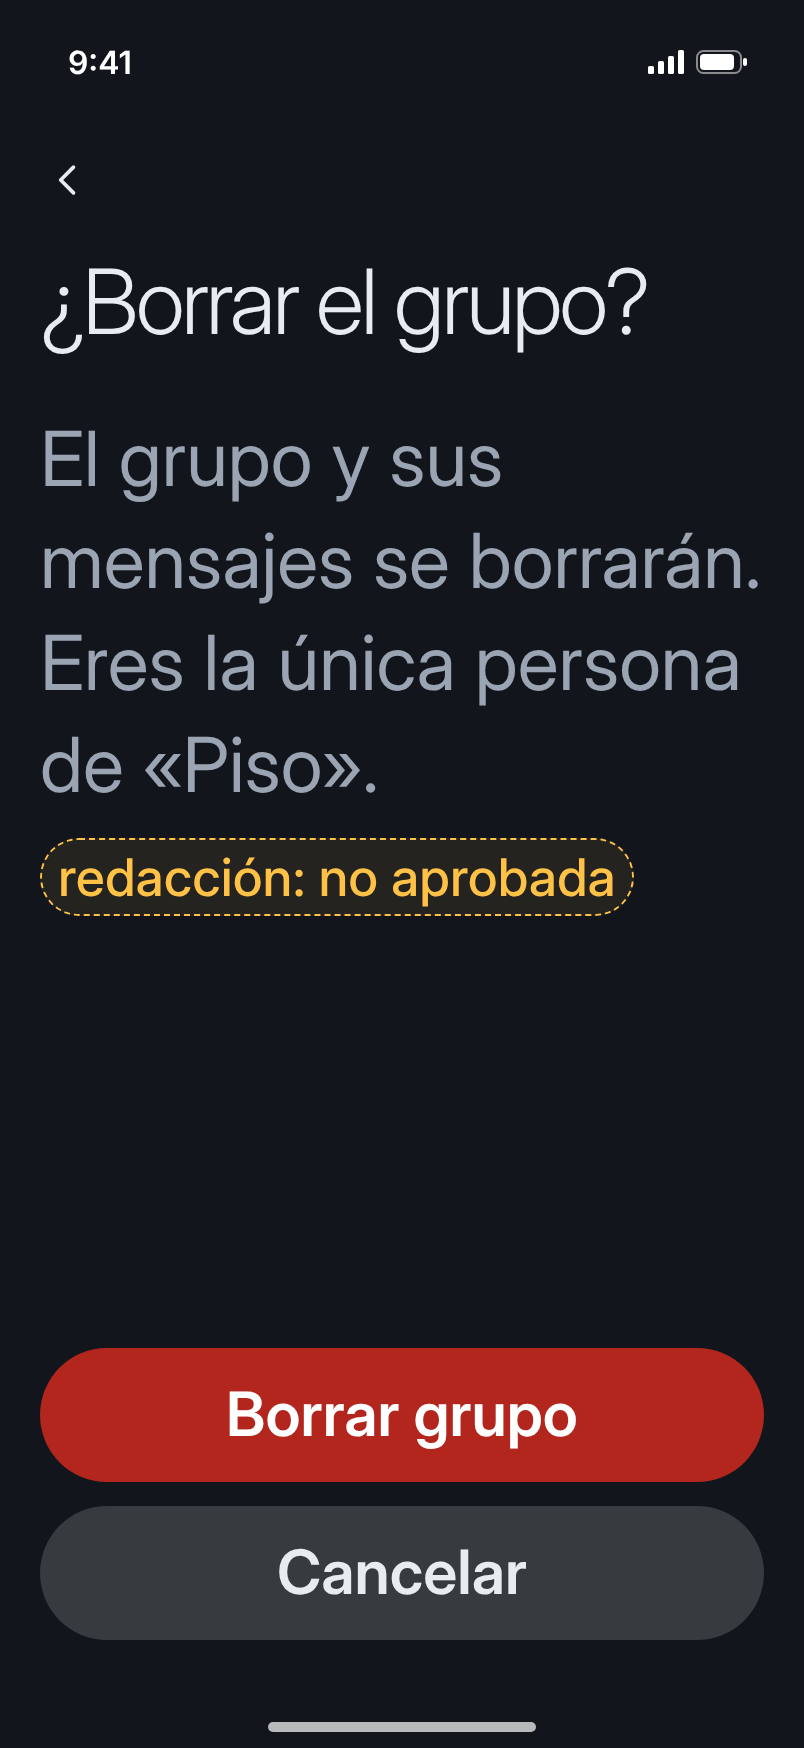 9:41
¿Borrar el grupo?
El grupo y sus
mensajes se borrarán.
Eres la única persona
de «Piso».
redacción: no aprobada
Borrar grupo
Cancelar